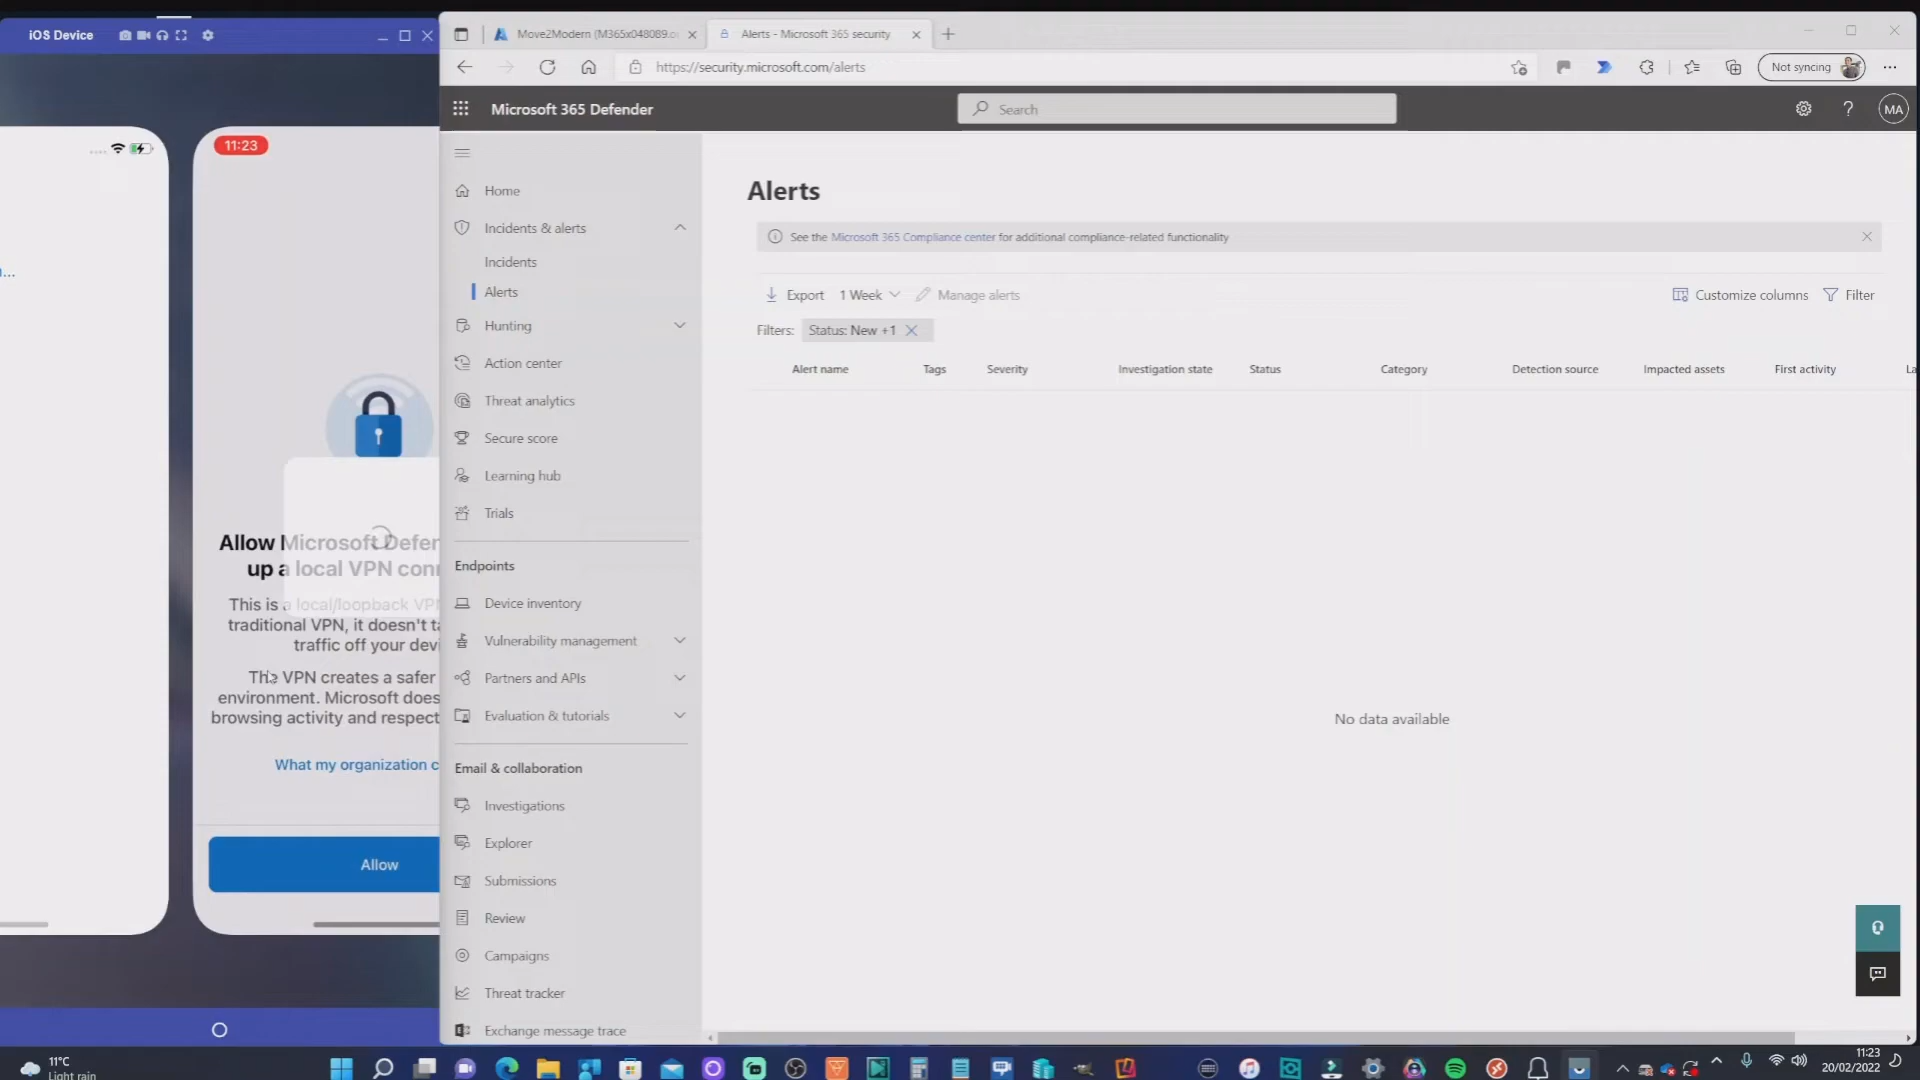 iOS Device
Move2Modern (M365x048089.o
Alerts - Microsoft 365 security
https://security.microsoft.com/alerts
Not syncing
Microsoft 365 Defender
Search
MA
11:23
Allow Microsoft Defen
up a local VPN conn
This is a local/loopback VPN
traditional VPN, it doesn't ta
traffic off your devi
The VPN creates a safer
environment. Microsoft does
browsing activity and respect
What my organization c
Allow
Home
Incidents & alerts
Incidents
Alerts
Hunting
Action center
Threat analytics
Secure score
Learning hub
Trials
Endpoints
Device inventory
Vulnerability management
Partners and APIs
Evaluation & tutorials
Email & collaboration
Investigations
Explorer
Submissions
Review
Campaigns
Threat tracker
Exchange message trace
Alerts
See the Microsoft 365 Compliance center for additional compliance-related functionality
Export 1 Week Manage alerts Customize columns Filter
Filters: Status: New +1
Alert name Tags Severity Investigation state Status Category Detection source Impacted assets First activity La
No data available
11°C
Light rain
11:23
20/02/2022